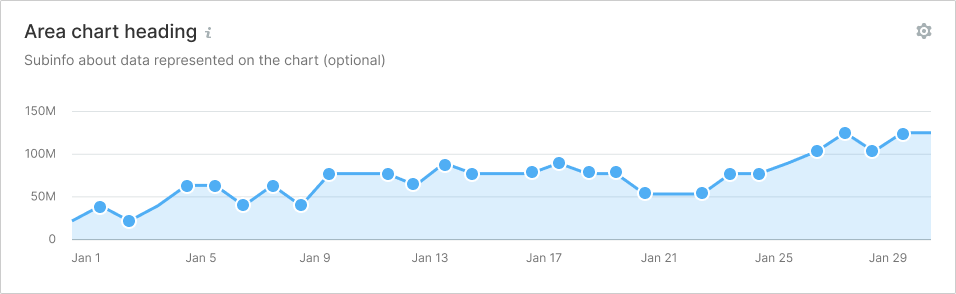 Area chart heading i
Subinfo about data represented on the chart (optional)
150M
100M
50M
0
Jan 1 Jan 5 Jan 9 Jan 13 Jan 17 Jan 21 Jan 25 Jan 29